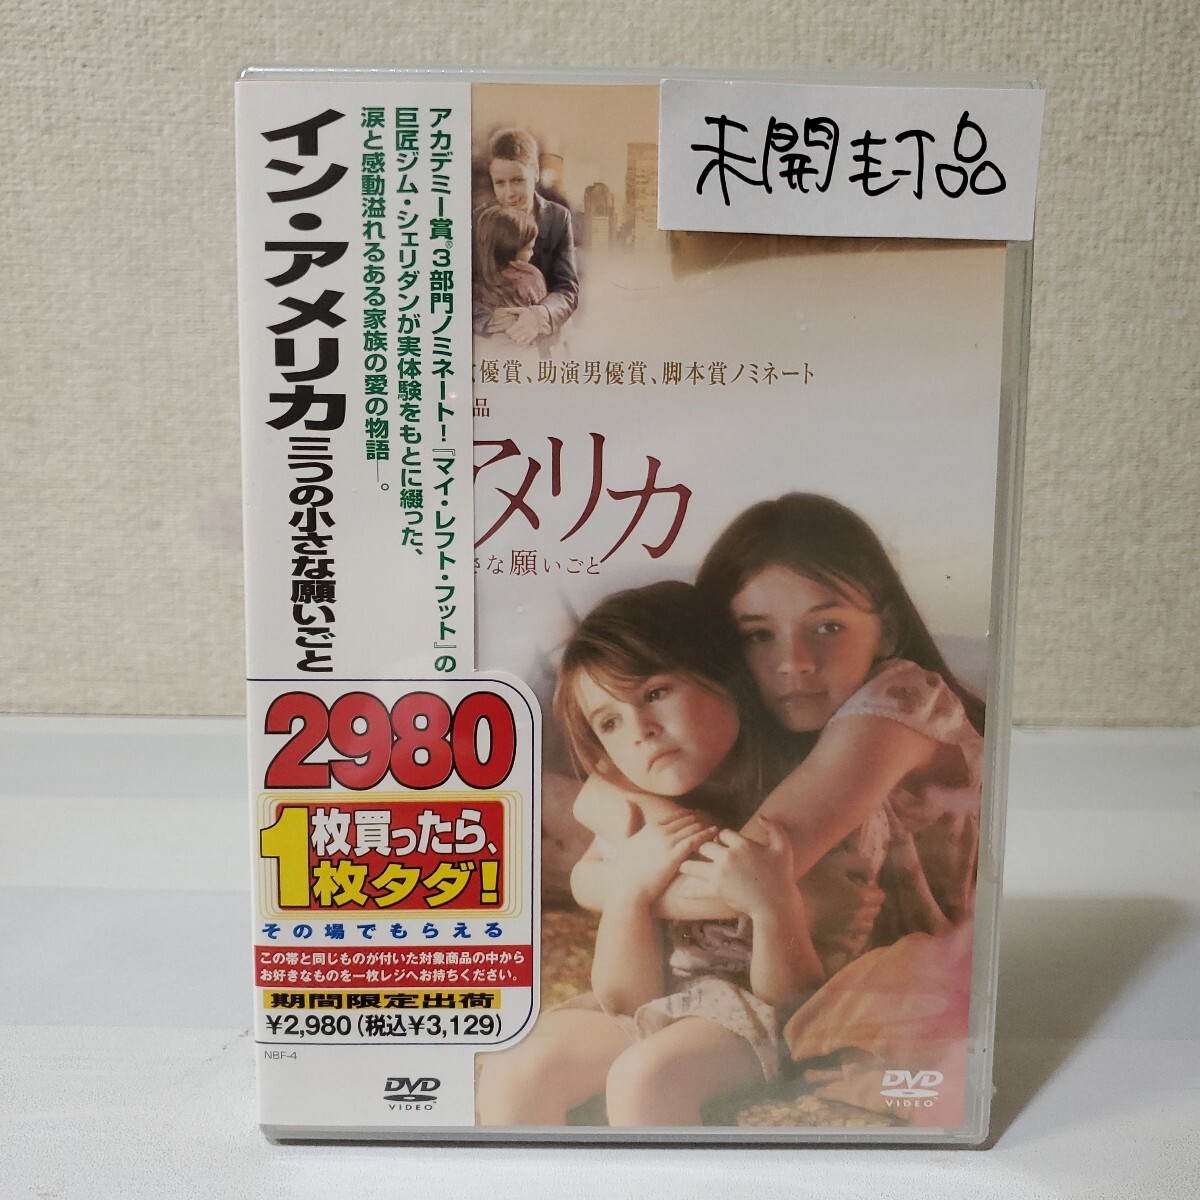 未開封品
イン・アメリカ 三つの小さな願いごと
アカデミー賞®3部門ノミネート!『マイ・レフト・フット』の
巨匠ジム・シェリダンが実体験をもとに綴った、
涙と感動溢れるある家族の愛の物語―。
優賞、助演男優賞、脚本賞ノミネート
品
アメリカ
さな願いごと
2980
1枚買ったら、
1枚タダ!
その場でもらえる
この帯と同じものが付いた対象商品の中から
お好きなものを一枚レジへお持ちください。
期間限定出荷
¥2,980(税込¥3,129)
NBF-4
DVD
VIDEO™
DVD
VIDEO™